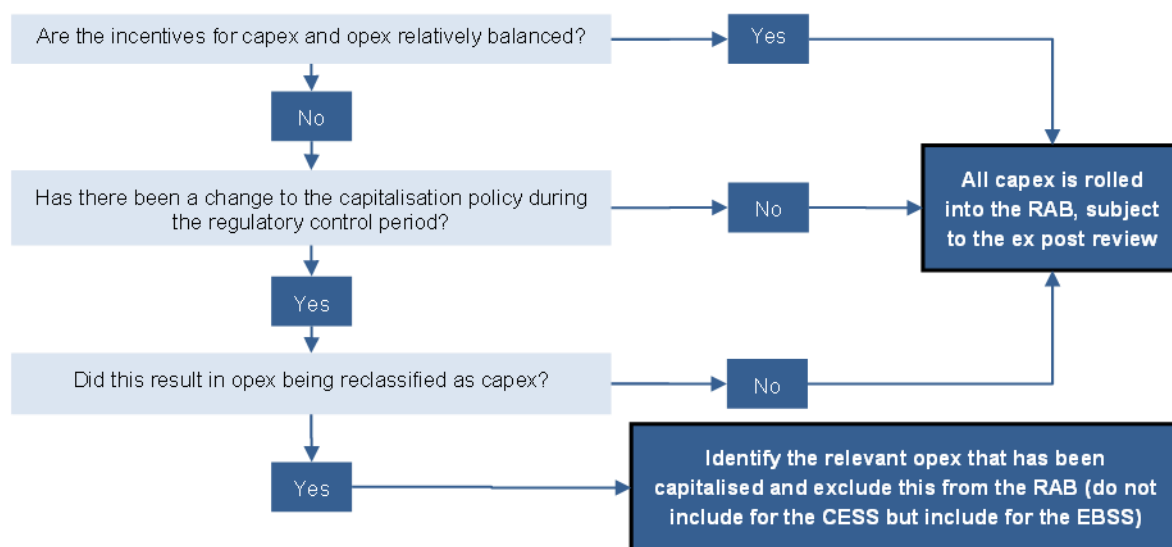 Are the incentives for capex and opex relatively balanced?
Yes
No
Has there been a change to the capitalisation policy during
the regulatory control period?
No
All capex is rolled
into the RAB, subject
to the ex post review
Yes
Did this result in opex being reclassified as capex?
No
Yes
Identify the relevant opex that has been
capitalised and exclude this from the RAB (do not
include for the CESS but include for the EBSS)